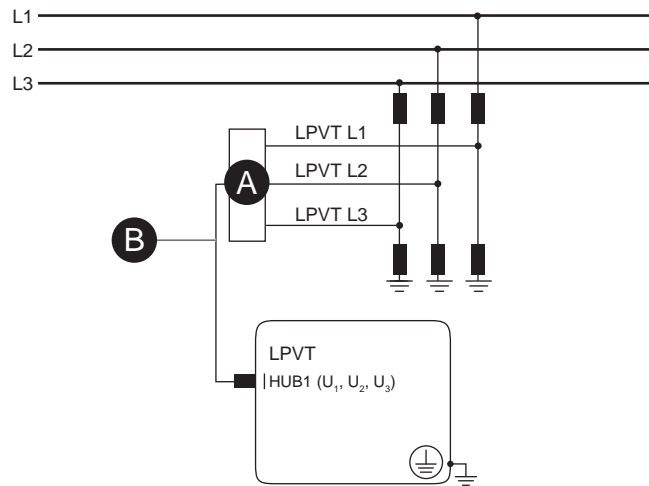 L1
L2
L3
LPVT L1
A
LPVT L2
LPVT L3
B
LPVT
HUB1 (U₁, U₂, U₃)